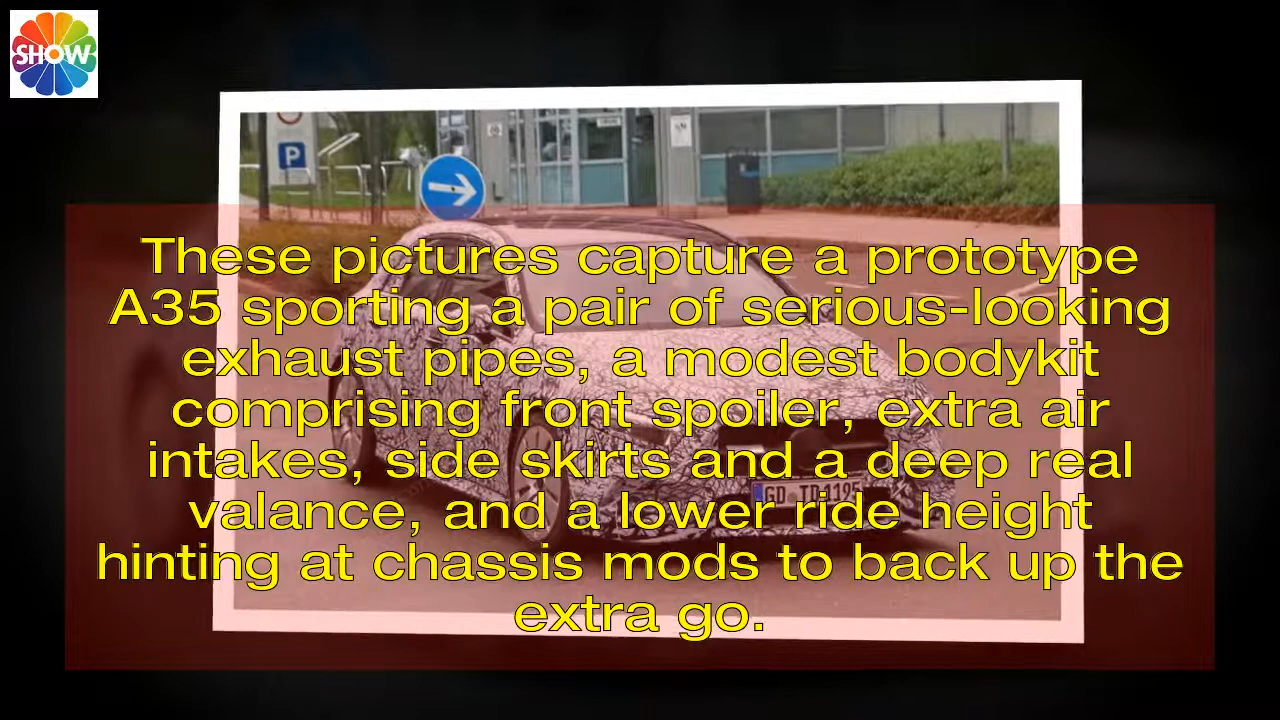 SHOW
P
These pictures capture a prototype
A35 sporting a pair of serious-looking
exhaust pipes, a modest bodykit
comprising front spoiler, extra air
intakes, side skirts and a deep real
valance, and a lower ride height
hinting at chassis mods to back up the
extra go.